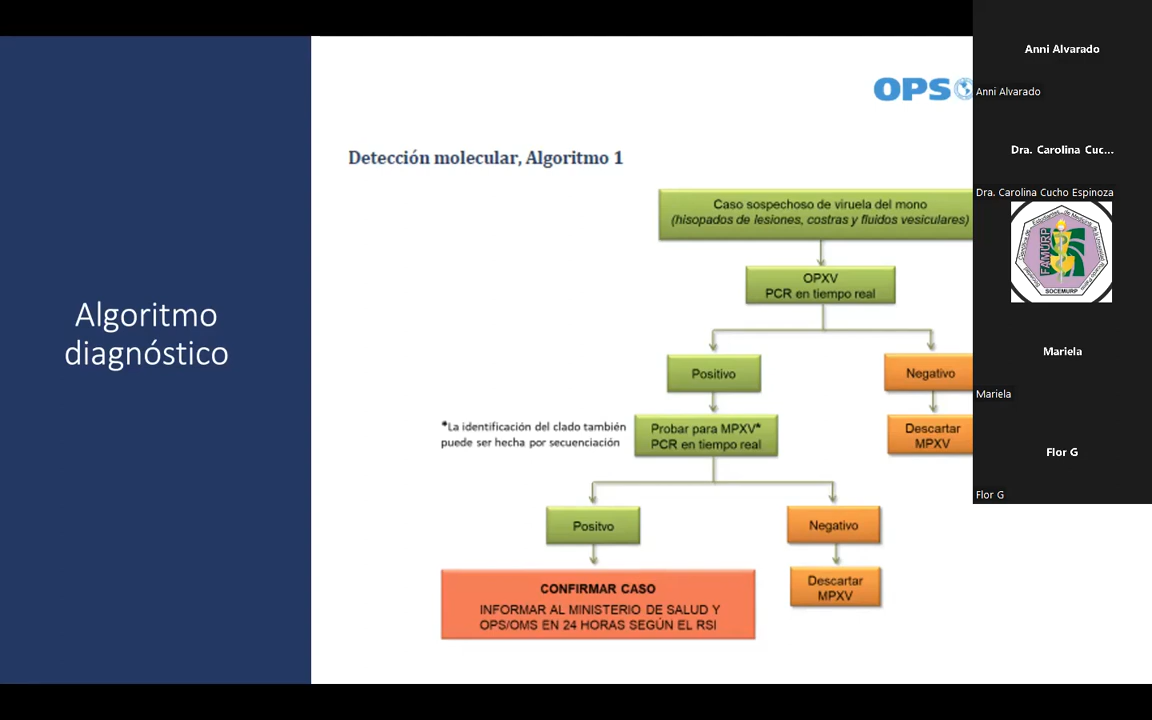 Algoritmo
diagnóstico
OPS
Detección molecular, Algoritmo 1
Caso sospechoso de viruela del mono
(hisopados de lesiones, costras y fluidos vesiculares)
OPXV
PCR en tiempo real
Positivo
Negativo
*La identificación del clado también
puede ser hecha por secuenciación
Probar para MPXV*
PCR en tiempo real
Descartar
MPXV
Positvo
Negativo
CONFIRMAR CASO
INFORMAR AL MINISTERIO DE SALUD Y
OPS/OMS EN 24 HORAS SEGÚN EL RSI
Descartar
MPXV
Anni Alvarado
Anni Alvarado
Dra. Carolina Cuc...
Dra. Carolina Cucho Espinoza
FAMURP
SOCEMURP
Mariela
Mariela
Flor G
Flor G